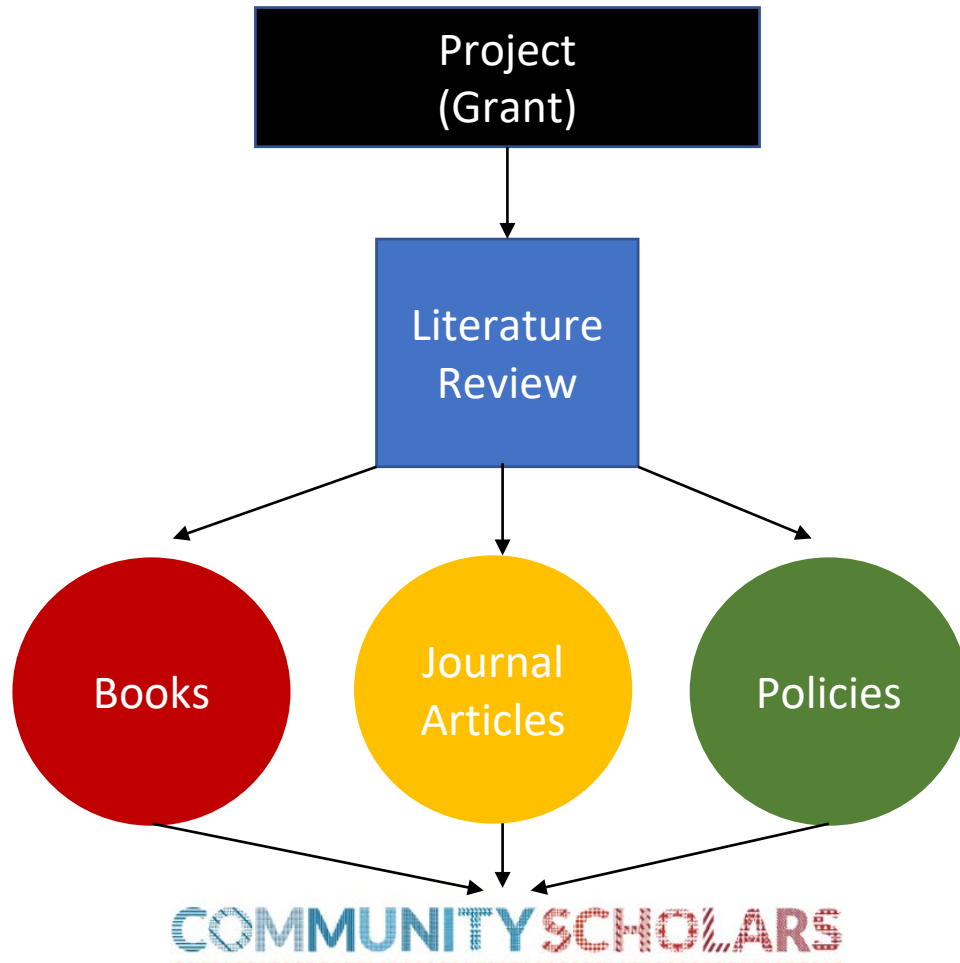 Project
(Grant)
Literature
Review
Books
Journal
Articles
Policies
COMMUNITYSCHOLARS